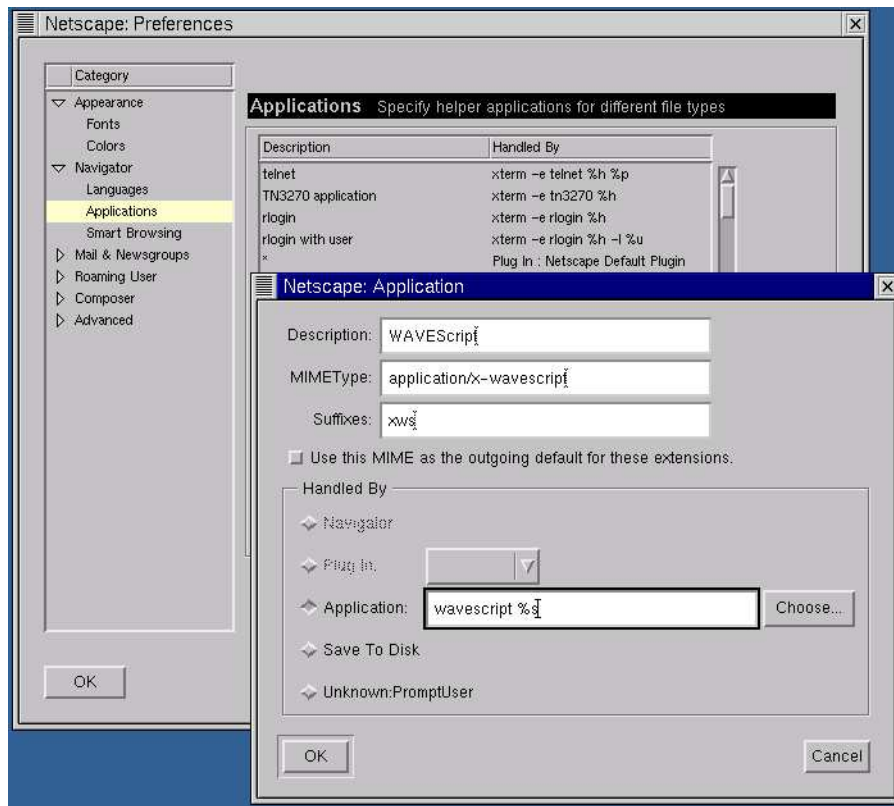 Netscape: Preferences
Category
Appearance
Fonts
Colors
Navigator
Languages
Applications
Smart Browsing
Mail & Newsgroups
Roaming User
Composer
Advanced
Applications Specify helper applications for different file types
Description Handled By
telnet xterm -e telnet %h %p
TN3270 application xterm -e tn3270 %h
rlogin xterm -e rlogin %h
rlogin with user xterm -e rlogin %h -l %u
* Plug In : Netscape Default Plugin
OK
Netscape: Application
Description: WAVEScript
MIMEType: application/x-wavescript
Suffixes: xws
Use this MIME as the outgoing default for these extensions.
Handled By
Navigator
Plug In:
Application: wavescript %s Choose...
Save To Disk
Unknown:PromptUser
OK Cancel